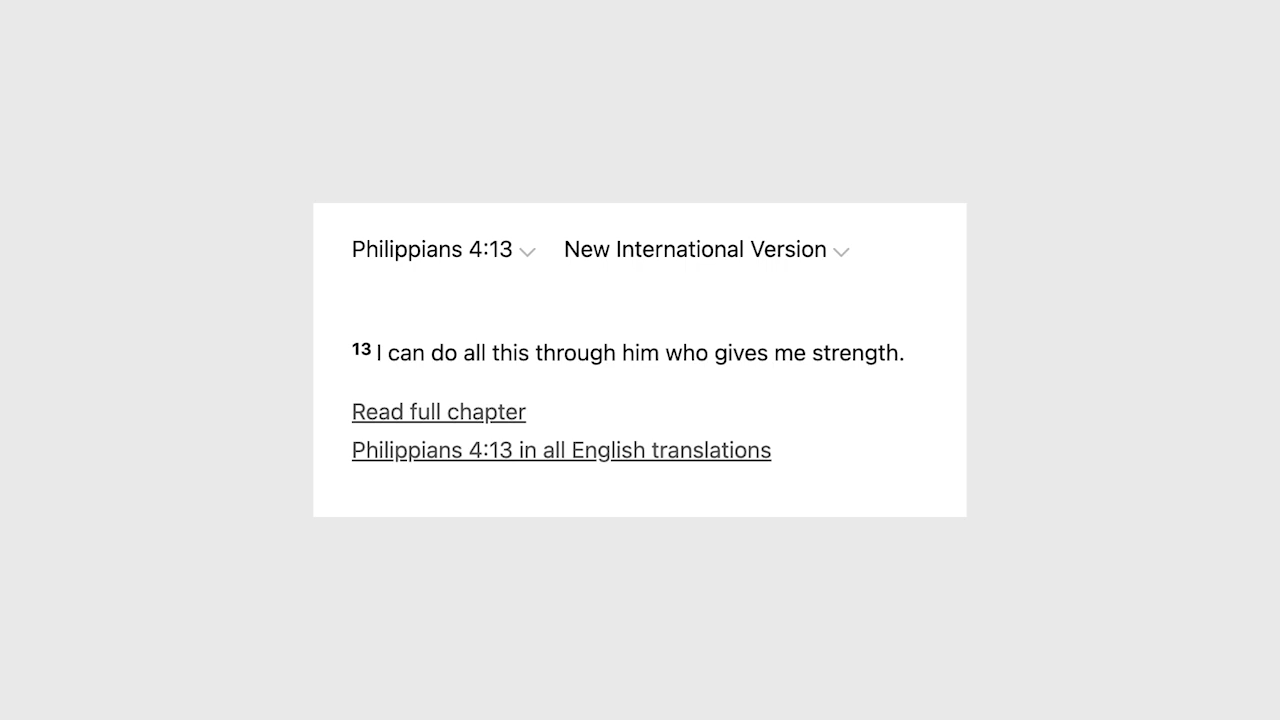 Philippians 4:13 New International Version
13 I can do all this through him who gives me strength.
Read full chapter
Philippians 4:13 in all English translations